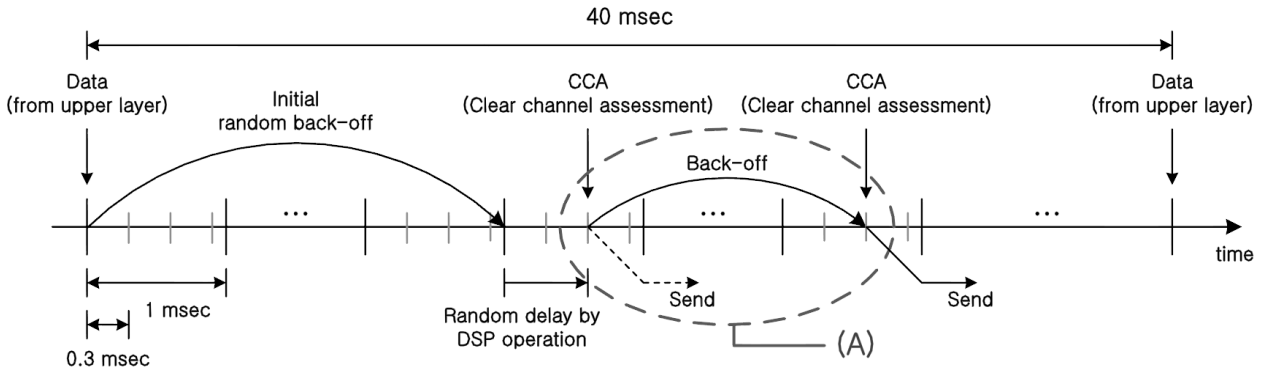 40 msec
Data
(from upper layer)
Initial
random back-off
CCA
(Clear channel assessment)
CCA
(Clear channel assessment)
Data
(from upper layer)
Back-off
...
...
...
time
1 msec
0.3 msec
Random delay by
DSP operation
Send
Send
(A)